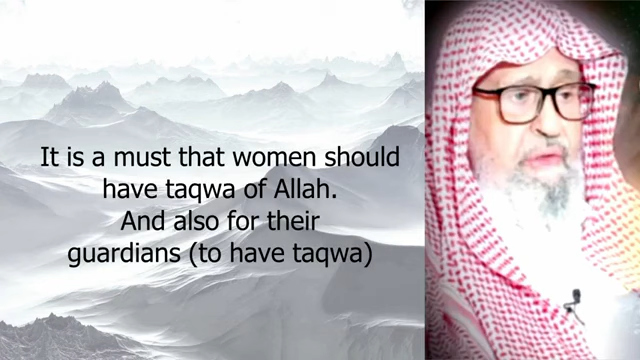 It is a must that women should
have taqwa of Allah.
And also for their
guardians (to have taqwa)